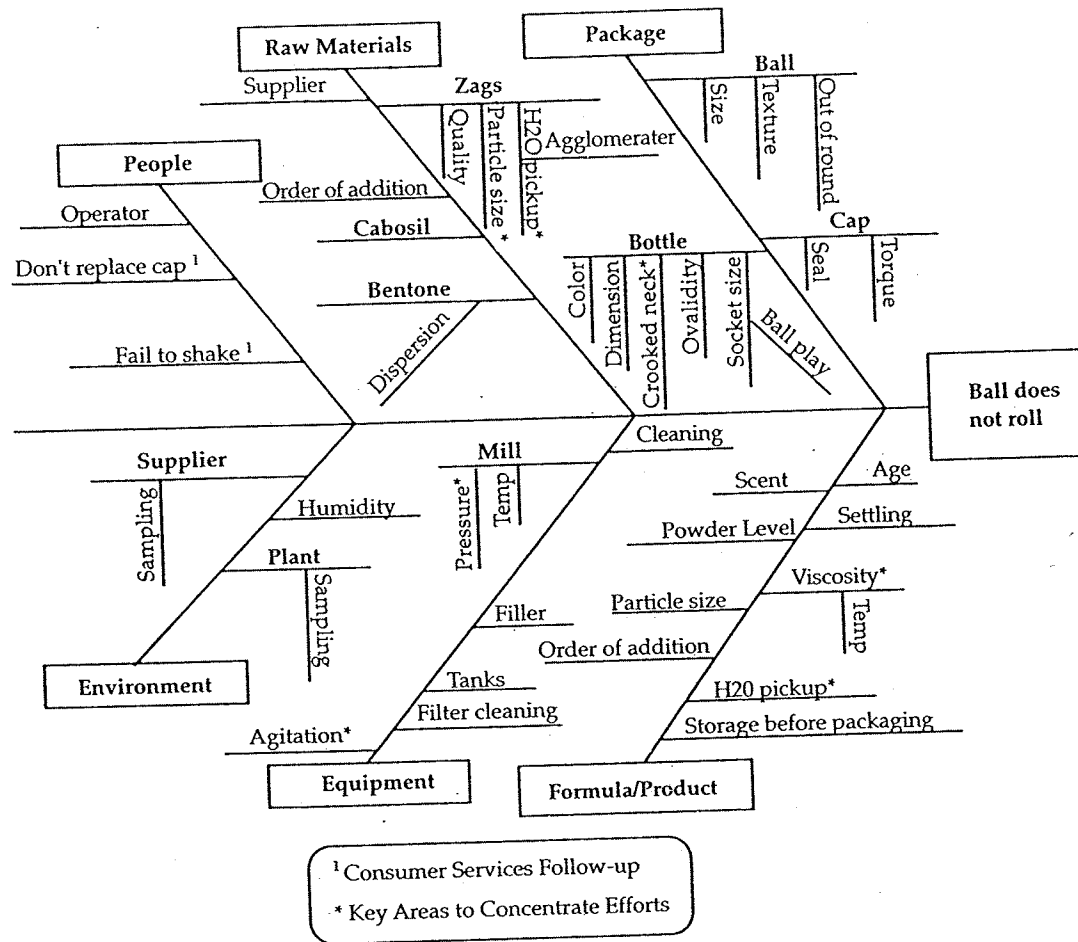 Raw Materials
Supplier
Zags
Quality
Particle size*
H2O pickup*
Agglomerater
Order of addition
Cabosil
Bentone
Dispersion
Package
Ball
Size
Texture
Out of round
Cap
Seal
Torque
Bottle
Color
Dimension
Crooked neck*
Ovalidity
Socket size
Ball play
People
Operator
Don't replace cap ¹
Fail to shake ¹
Ball does
not roll
Supplier
Sampling
Humidity
Plant
Sampling
Environment
Cleaning
Mill
Pressure*
Temp
Filler
Tanks
Filter cleaning
Agitation*
Equipment
Age
Scent
Settling
Powder Level
Viscosity*
Temp
Particle size
Order of addition
H20 pickup*
Storage before packaging
Formula/Product
¹ Consumer Services Follow-up
* Key Areas to Concentrate Efforts